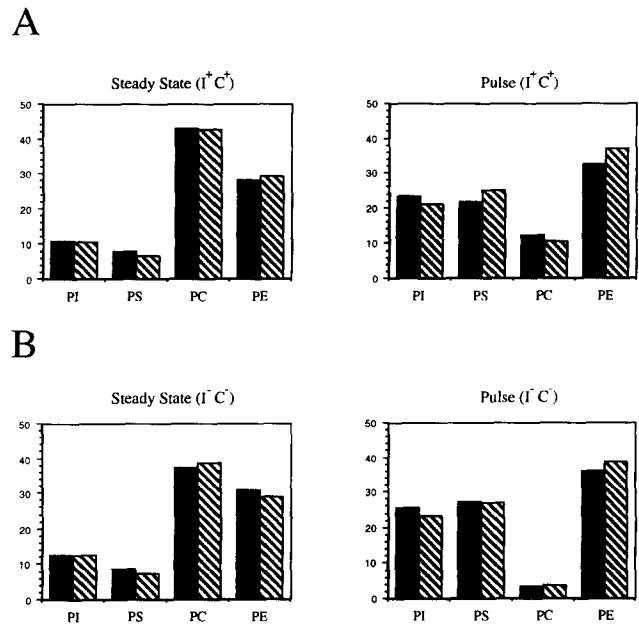 A
Steady State (I⁺C⁺)
Pulse (I⁺C⁺)
50
40
30
20
10
0
PI PS PC PE
50
40
30
20
10
0
PI PS PC PE
B
Steady State (I⁻C⁻)
Pulse (I⁻C⁻)
50
40
30
20
10
0
PI PS PC PE
50
40
30
20
10
0
PI PS PC PE